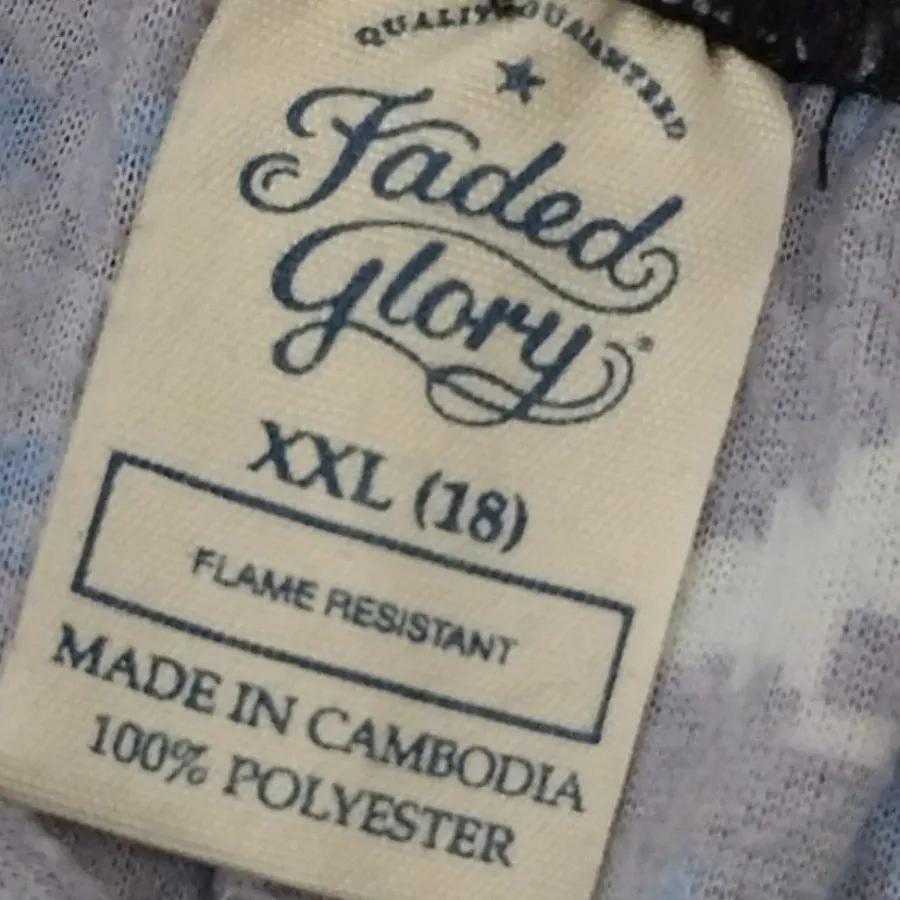 QUALITY GUARANTEED
Faded
Glory®
XXL (18)
FLAME RESISTANT
MADE IN CAMBODIA
100% POLYESTER